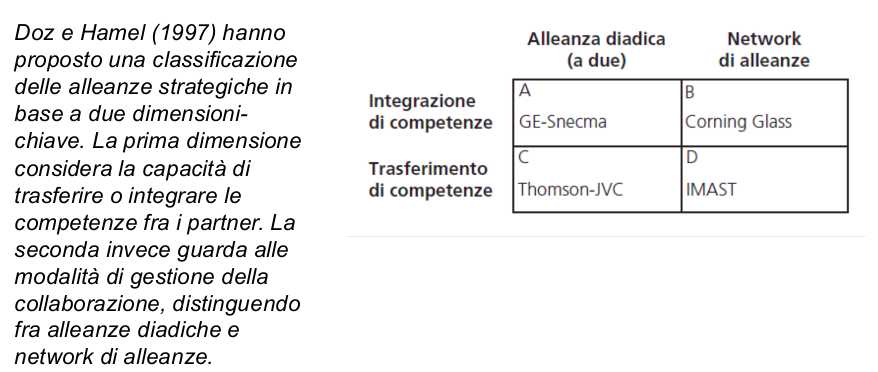 Doz e Hamel (1997) hanno
proposto una classificazione
delle alleanze strategiche in
base a due dimensioni-
chiave. La prima dimensione
considera la capacità di
trasferire o integrare le
competenze fra i partner. La
seconda invece guarda alle
modalità di gestione della
collaborazione, distinguendo
fra alleanze diadiche e
network di alleanze.
Alleanza diadica
(a due)
Network
di alleanze
Integrazione
di competenze
A
GE-Snecma
B
Corning Glass
Trasferimento
di competenze
C
Thomson-JVC
D
IMAST